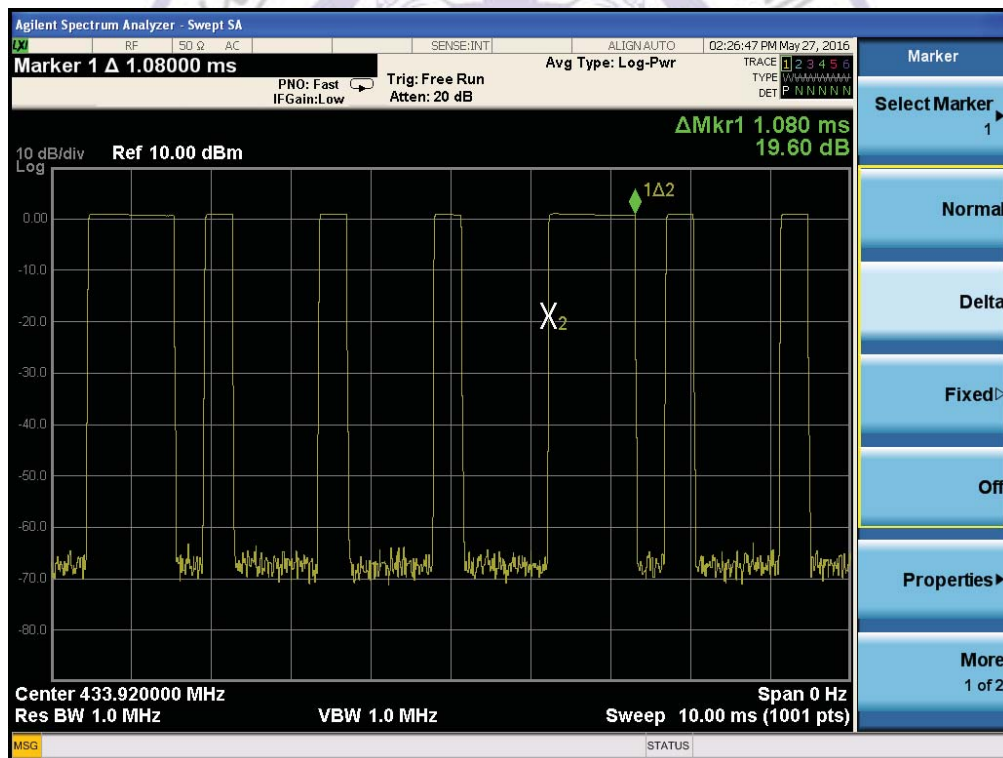 Agilent Spectrum Analyzer - Swept SA
LXI RF 50 Ω AC SENSE:INT ALIGN AUTO 02:26:47 PM May 27, 2016
Marker 1 Δ 1.08000 ms
PNO: Fast
IFGain:Low
Trig: Free Run
Atten: 20 dB
Avg Type: Log-Pwr
TRACE 1 2 3 4 5 6
TYPE
DET P N N N N N
ΔMkr1 1.080 ms
19.60 dB
10 dB/div Ref 10.00 dBm
Log
1Δ2
0.00
-10.0
-20.0
2
-30.0
-40.0
-50.0
-60.0
-70.0
-80.0
Center 433.920000 MHz Span 0 Hz
Res BW 1.0 MHz VBW 1.0 MHz Sweep 10.00 ms (1001 pts)
MSG STATUS
Marker
Select Marker
1
Normal
Delta
Fixed
Off
Properties
More
1 of 2